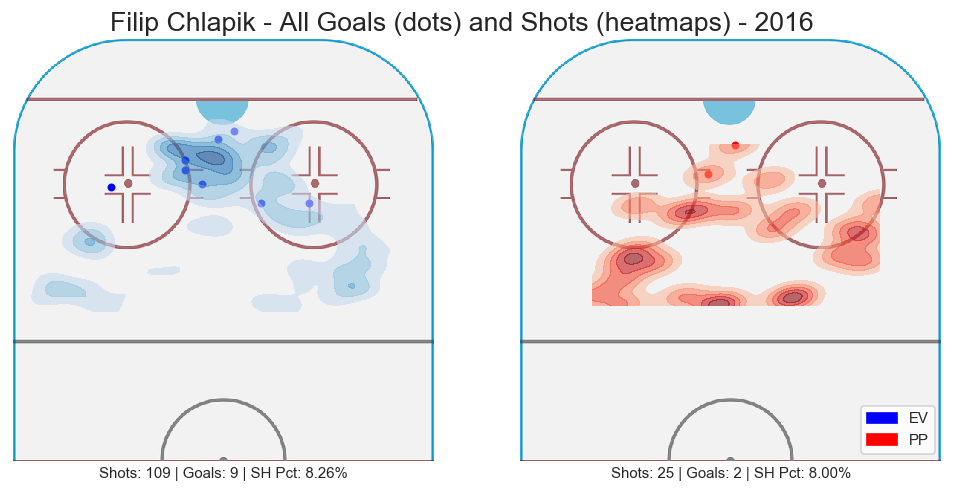 Filip Chlapik - All Goals (dots) and Shots (heatmaps) - 2016
EV
PP
Shots: 109 | Goals: 9 | SH Pct: 8.26%
Shots: 25 | Goals: 2 | SH Pct: 8.00%